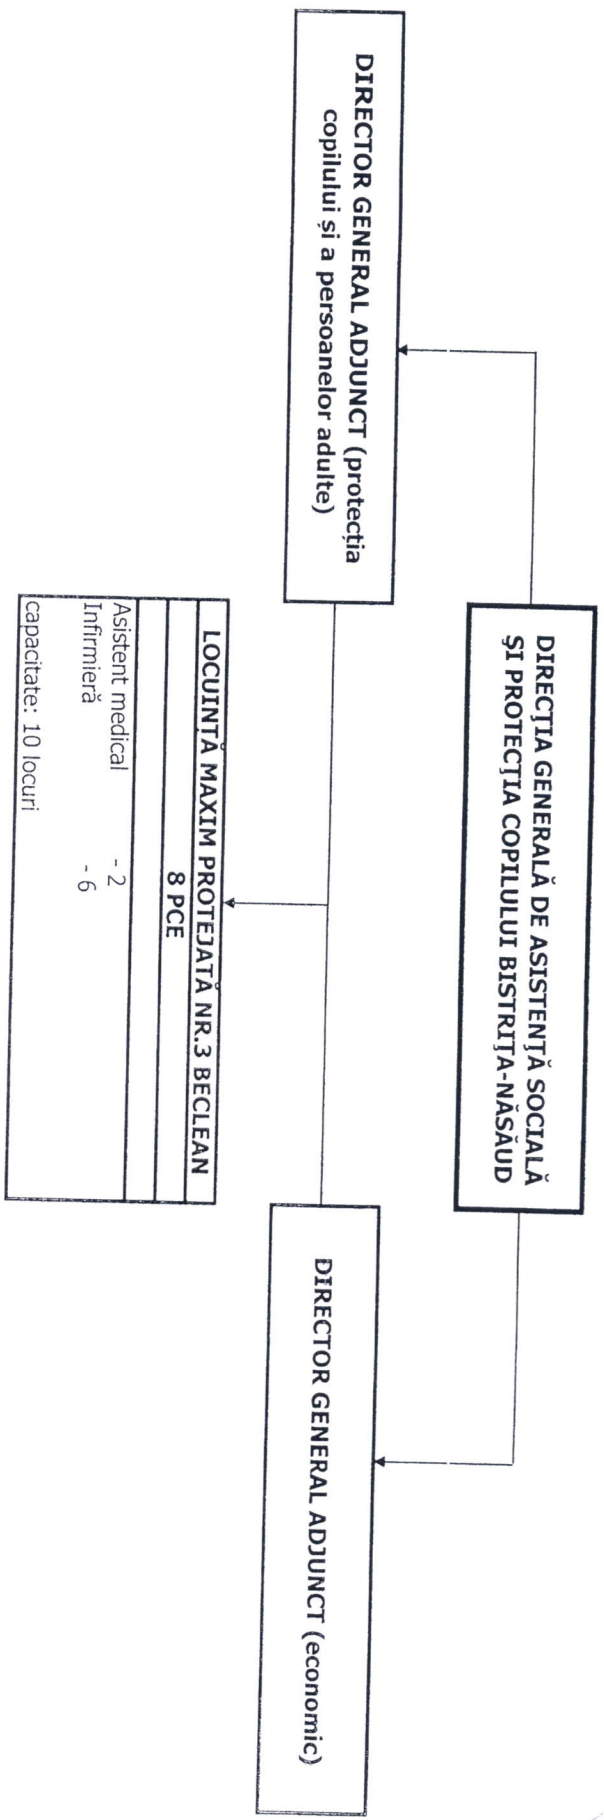 DIRECȚIA GENERALĂ DE ASISTENȚĂ SOCIALĂ
ȘI PROTECȚIA COPILULUI BISTRIȚA-NĂSĂUD
DIRECTOR GENERAL ADJUNCT (protecția
copilului și a persoanelor adulte)
DIRECTOR GENERAL ADJUNCT (economic)
LOCUINȚĂ MAXIM PROTEJATĂ NR.3 BECLEAN
8 PCE
Asistent medical - 2
Infirmieră - 6
capacitate: 10 locuri